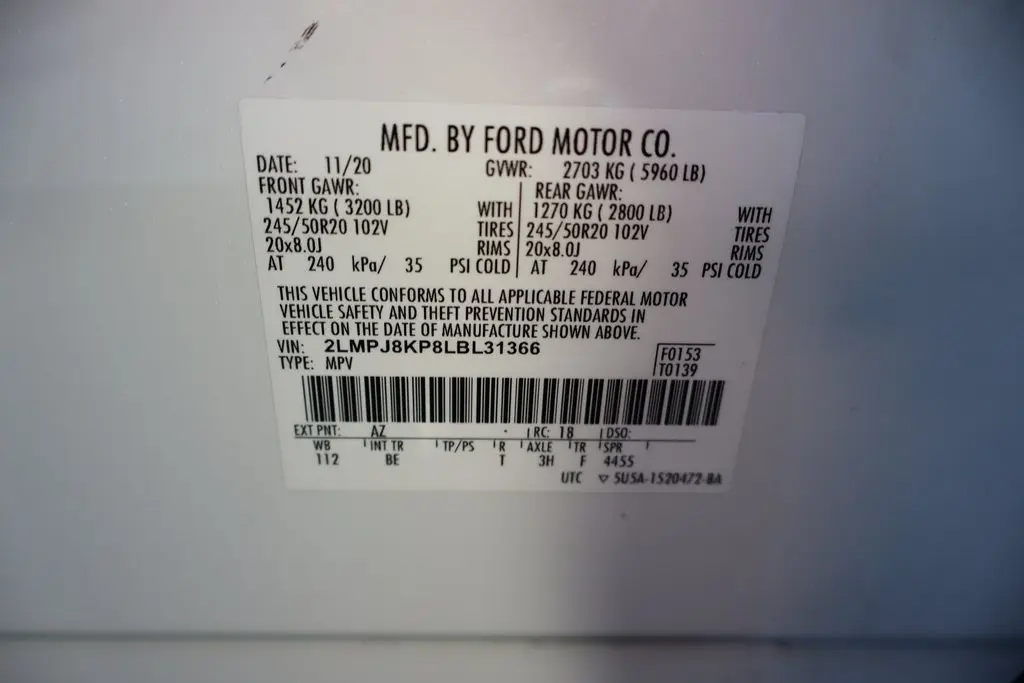 MFD. BY FORD MOTOR CO.
DATE: 11/20 GVWR: 2703 KG ( 5960 LB)
FRONT GAWR: REAR GAWR:
1452 KG ( 3200 LB) WITH 1270 KG ( 2800 LB) WITH
245/50R20 102V TIRES 245/50R20 102V TIRES
20x8.0J RIMS 20x8.0J RIMS
AT 240 kPa/ 35 PSI COLD AT 240 kPa/ 35 PSI COLD
THIS VEHICLE CONFORMS TO ALL APPLICABLE FEDERAL MOTOR
VEHICLE SAFETY AND THEFT PREVENTION STANDARDS IN
EFFECT ON THE DATE OF MANUFACTURE SHOWN ABOVE.
VIN: 2LMPJ8KP8LBL31366 F0153
TYPE: MPV T0139
EXT PNT: AZ RC: 18 DSO:
WB INT TR TP/PS R AXLE TR SPR
112 BE T 3H F 4455
UTC ▽ 5U5A-1520472-BA